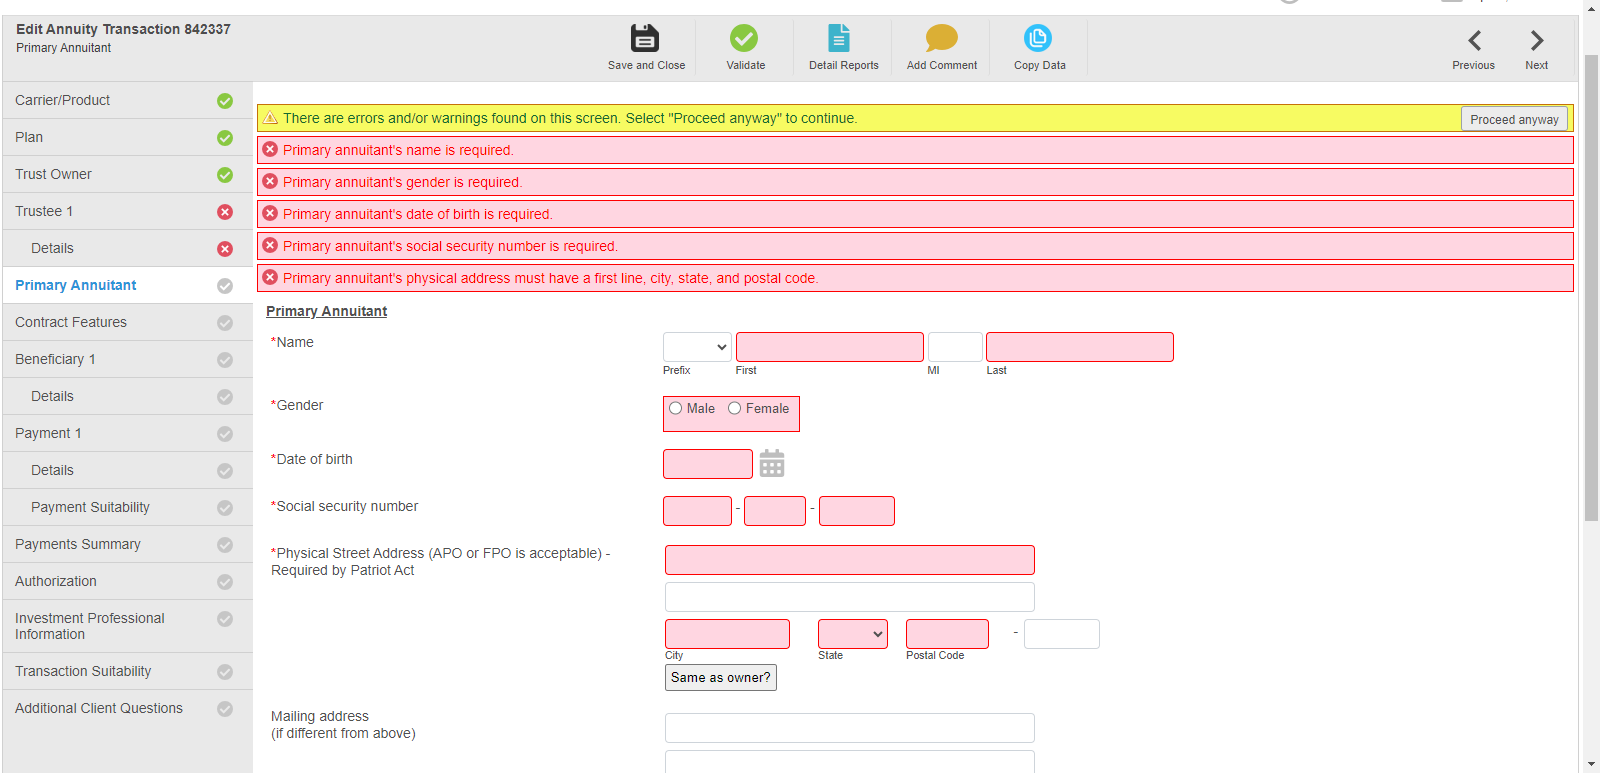 Edit Annuity Transaction 842337
Primary Annuitant
Save and Close
Validate
Detail Reports
Add Comment
Copy Data
Previous
Next
Carrier/Product
Plan
Trust Owner
Trustee 1
Details
Primary Annuitant
Contract Features
Beneficiary 1
Details
Payment 1
Details
Payment Suitability
Payments Summary
Authorization
Investment Professional
Information
Transaction Suitability
Additional Client Questions
There are errors and/or warnings found on this screen. Select "Proceed anyway" to continue.
Proceed anyway
Primary annuitant's name is required.
Primary annuitant's gender is required.
Primary annuitant's date of birth is required.
Primary annuitant's social security number is required.
Primary annuitant's physical address must have a first line, city, state, and postal code.
Primary Annuitant
*Name
Prefix
First
MI
Last
*Gender
Male
Female
*Date of birth
*Social security number
- -
*Physical Street Address (APO or FPO is acceptable) -
Required by Patriot Act
-
City
State
Postal Code
Same as owner?
Mailing address
(if different from above)